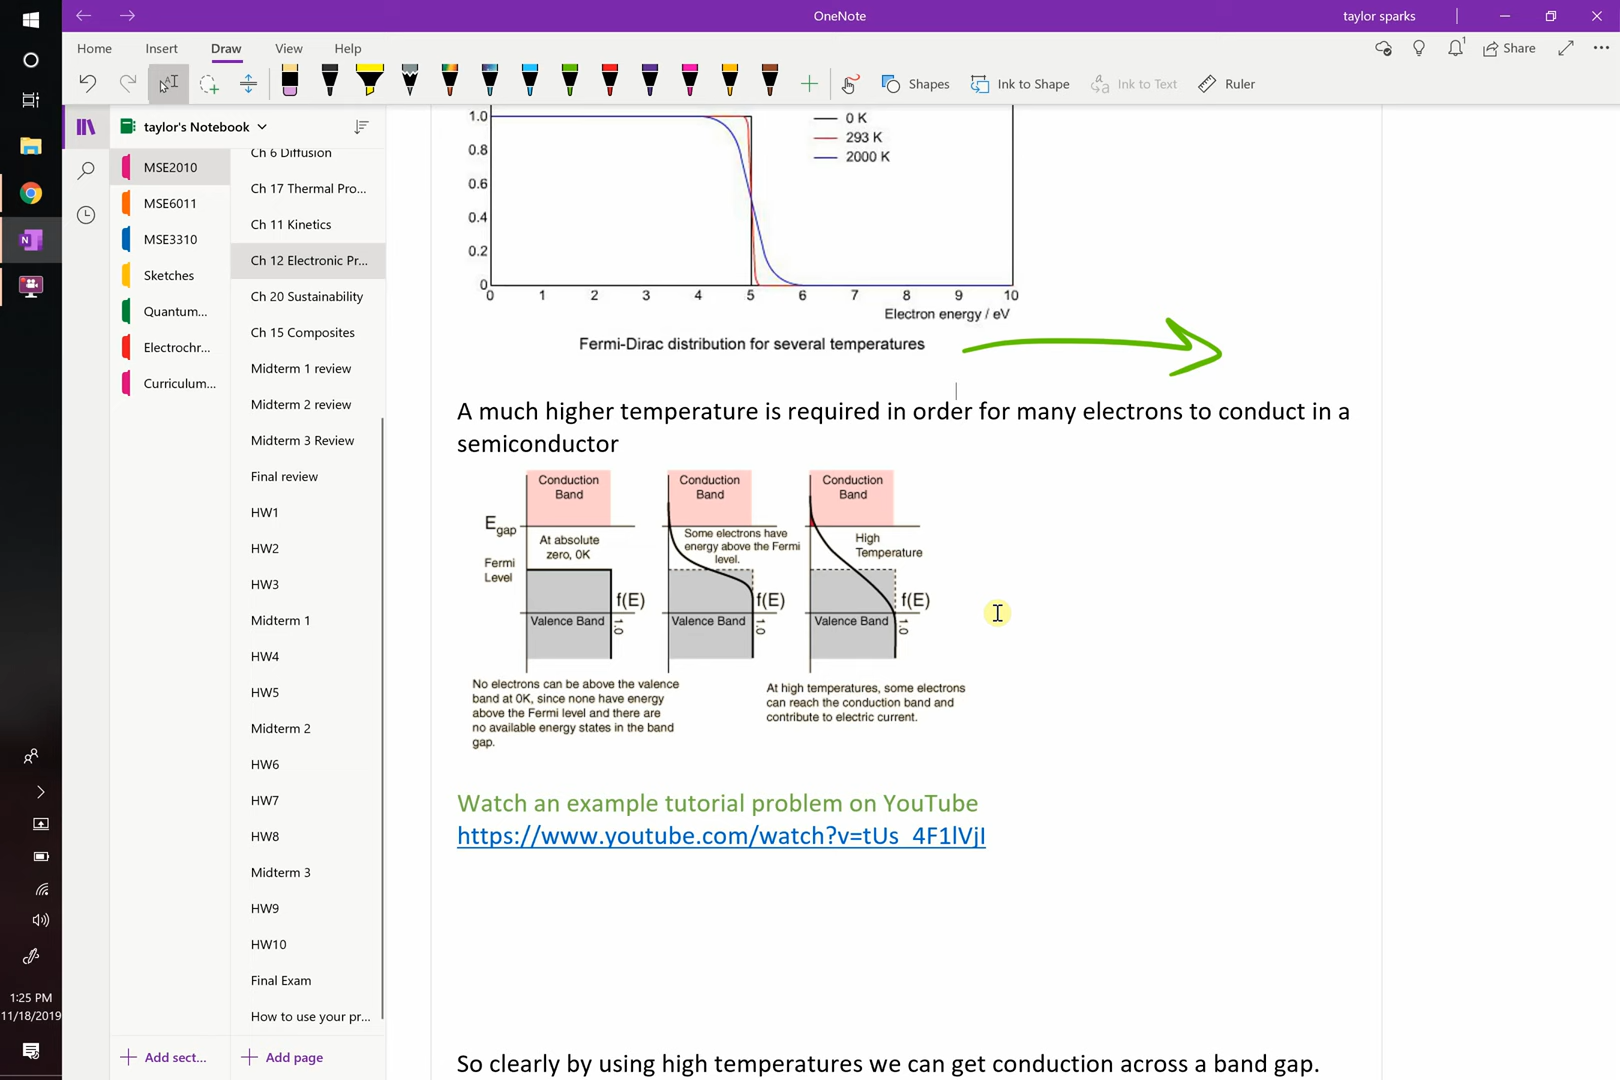 OneNote
taylor sparks
Home Insert Draw View Help
1
Share
Shapes Ink to Shape Ink to Text Ruler
taylor's Notebook
MSE2010
MSE6011
MSE3310
Sketches
Quantum...
Electrochr...
Curriculum...
Add sect...
Ch 6 Diffusion
Ch 17 Thermal Pro...
Ch 11 Kinetics
Ch 12 Electronic Pr...
Ch 20 Sustainability
Ch 15 Composites
Midterm 1 review
Midterm 2 review
Midterm 3 Review
Final review
HW1
HW2
HW3
Midterm 1
HW4
HW5
Midterm 2
HW6
HW7
HW8
Midterm 3
HW9
HW10
Final Exam
How to use your pr...
Add page
1.0
0.8
0.6
0.4
0.2
0
0 1 2 3 4 5 6 7 8 9 10
0 K
293 K
2000 K
Electron energy / eV
Fermi-Dirac distribution for several temperatures
A much higher temperature is required in order for many electrons to conduct in a
semiconductor
Conduction
Band
Egap
At absolute
zero, 0K
Fermi
Level
f(E)
Valence Band
1.0
Conduction
Band
Some electrons have
energy above the Fermi
level.
f(E)
Valence Band
1.0
Conduction
Band
High
Temperature
f(E)
Valence Band
1.0
No electrons can be above the valence
band at 0K, since none have energy
above the Fermi level and there are
no available energy states in the band
gap.
At high temperatures, some electrons
can reach the conduction band and
contribute to electric current.
Watch an example tutorial problem on YouTube
https://www.youtube.com/watch?v=tUs_4F1lVjI
So clearly by using high temperatures we can get conduction across a band gap.
1:25 PM
11/18/2019